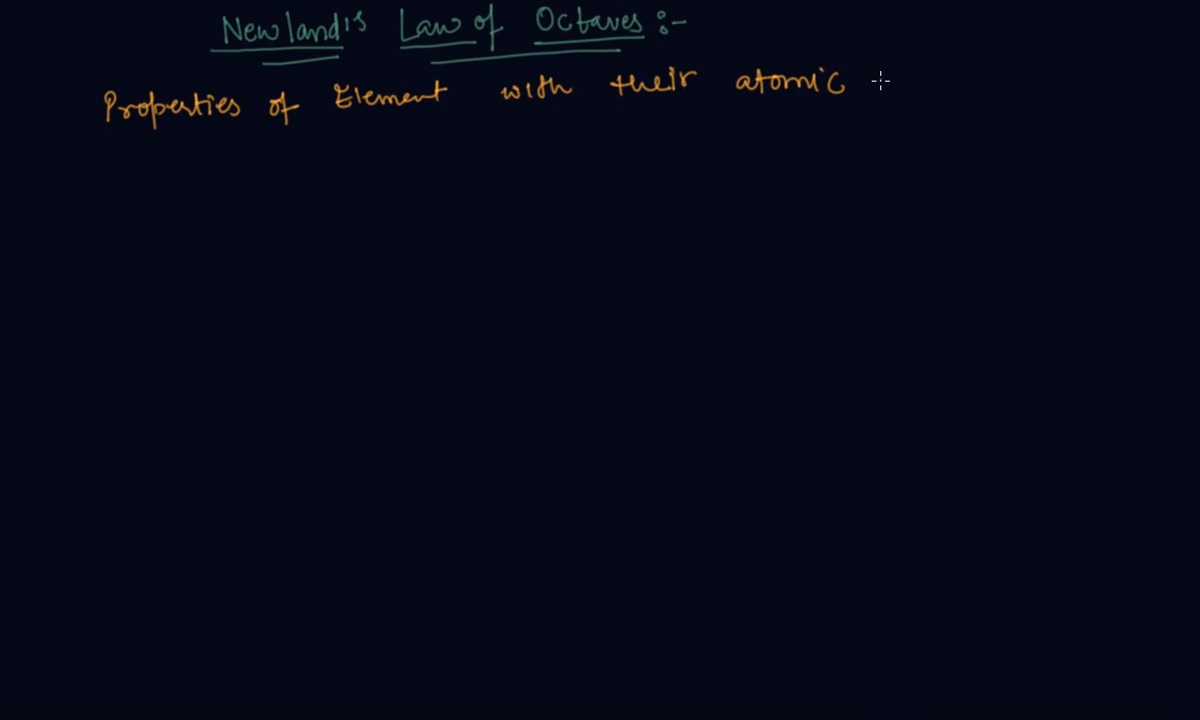 Newland's Law of Octaves :-
Properties of Element with their atomic